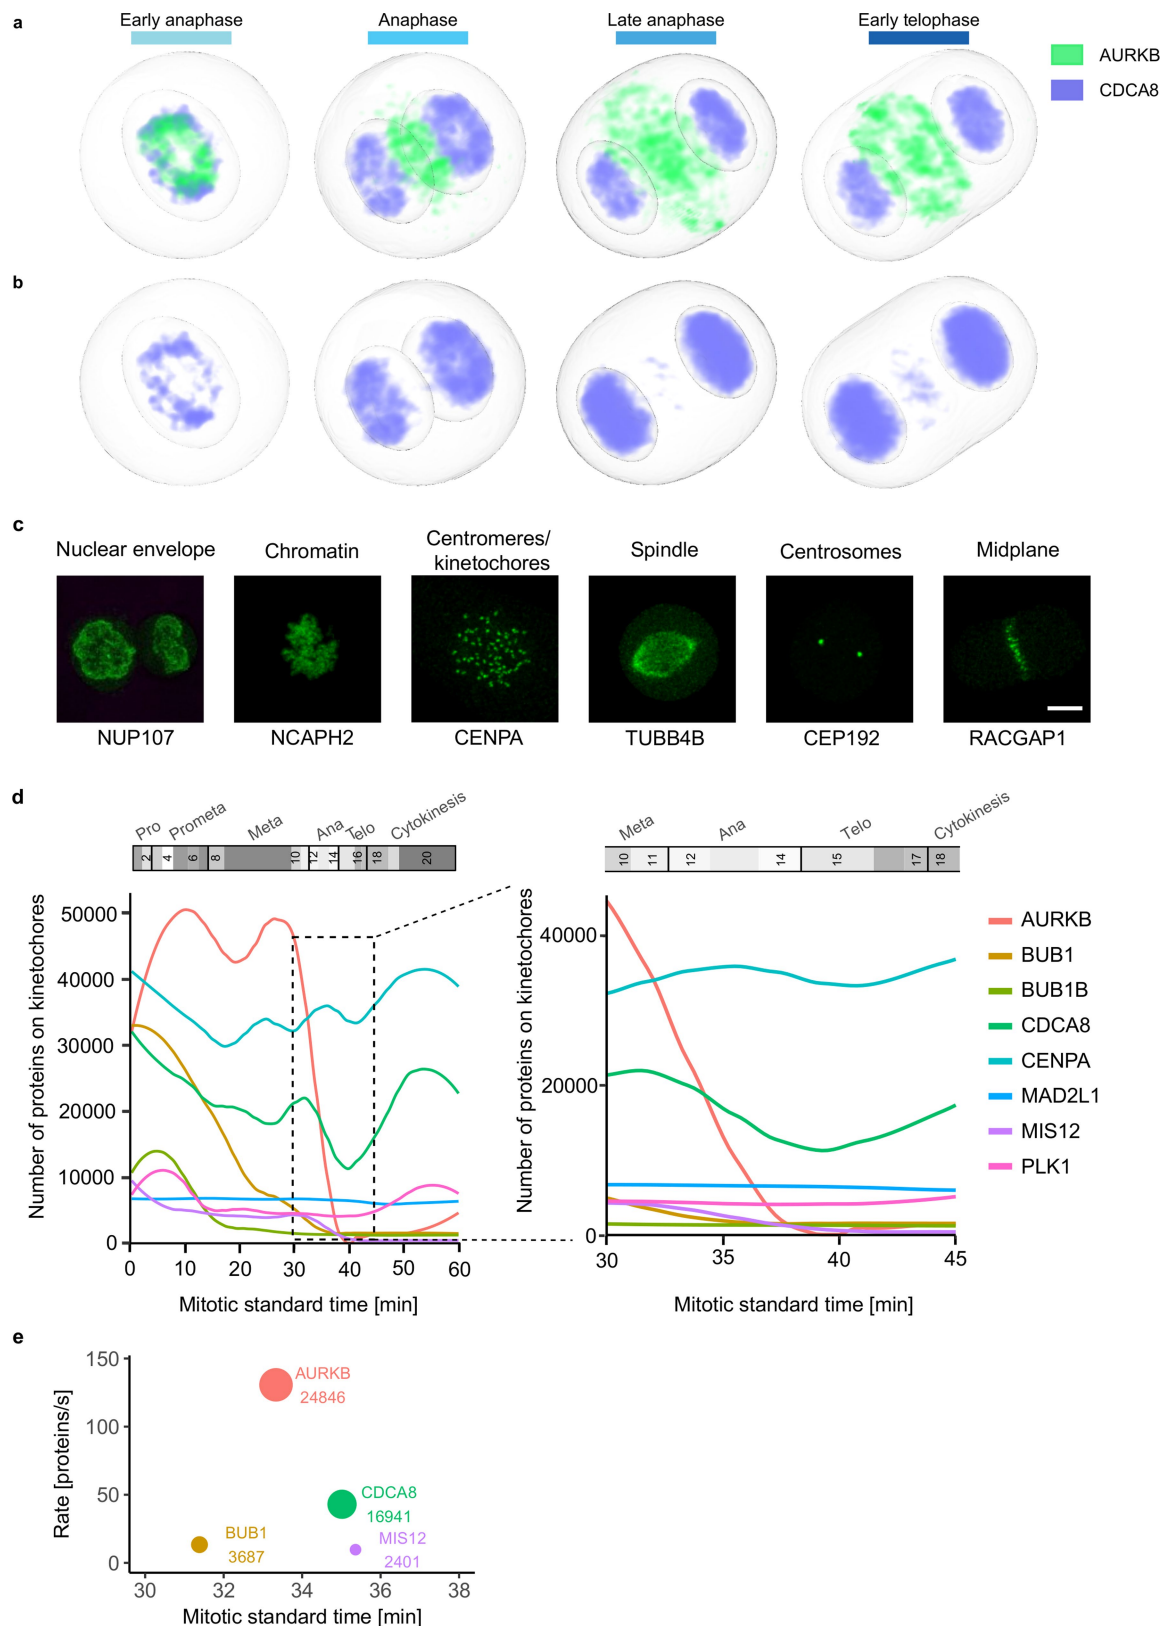 a
Early anaphase
Anaphase
Late anaphase
Early telophase
AURKB
CDCA8
b
c
Nuclear envelope
Chromatin
Centromeres/
kinetochores
Spindle
Centrosomes
Midplane
NUP107
NCAPH2
CENPA
TUBB4B
CEP192
RACGAP1
d
Pro
Prometa
Meta
Ana
Telo
Cytokinesis
2
4
6
8
10
12
14
16
18
20
Number of proteins on kinetochores
50000
40000
30000
20000
10000
0
0 10 20 30 40 50 60
Mitotic standard time [min]
Meta
Ana
Telo
Cytokinesis
10
11
12
14
15
17
18
Number of proteins on kinetochores
40000
20000
0
30 35 40 45
Mitotic standard time [min]
AURKB
BUB1
BUB1B
CDCA8
CENPA
MAD2L1
MIS12
PLK1
e
Rate [proteins/s]
150
100
50
0
AURKB
24846
CDCA8
16941
BUB1
3687
MIS12
2401
30 32 34 36 38
Mitotic standard time [min]